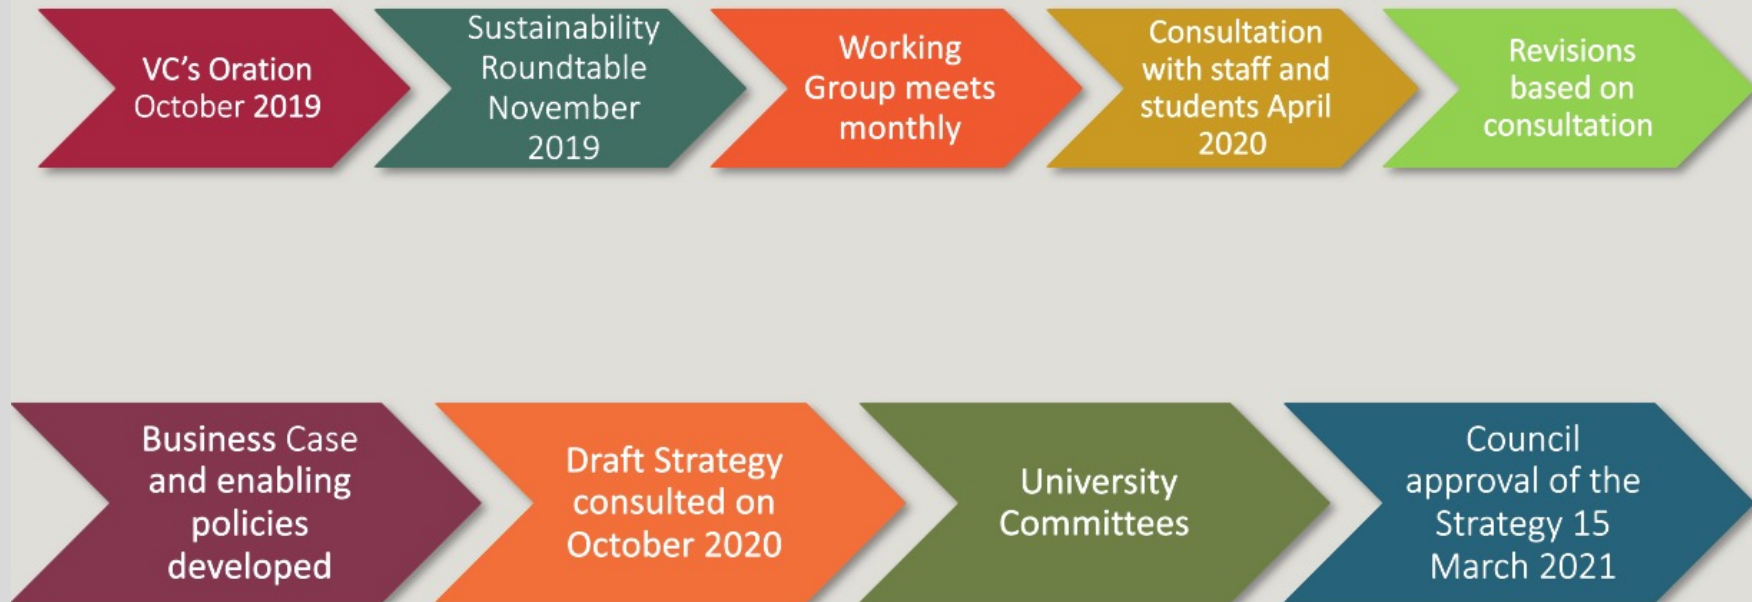 VC's Oration
October 2019
Sustainability
Roundtable
November
2019
Working
Group meets
monthly
Consultation
with staff and
students April
2020
Revisions
based on
consultation
Business Case
and enabling
policies
developed
Draft Strategy
consulted on
October 2020
University
Committees
Council
approval of the
Strategy 15
March 2021